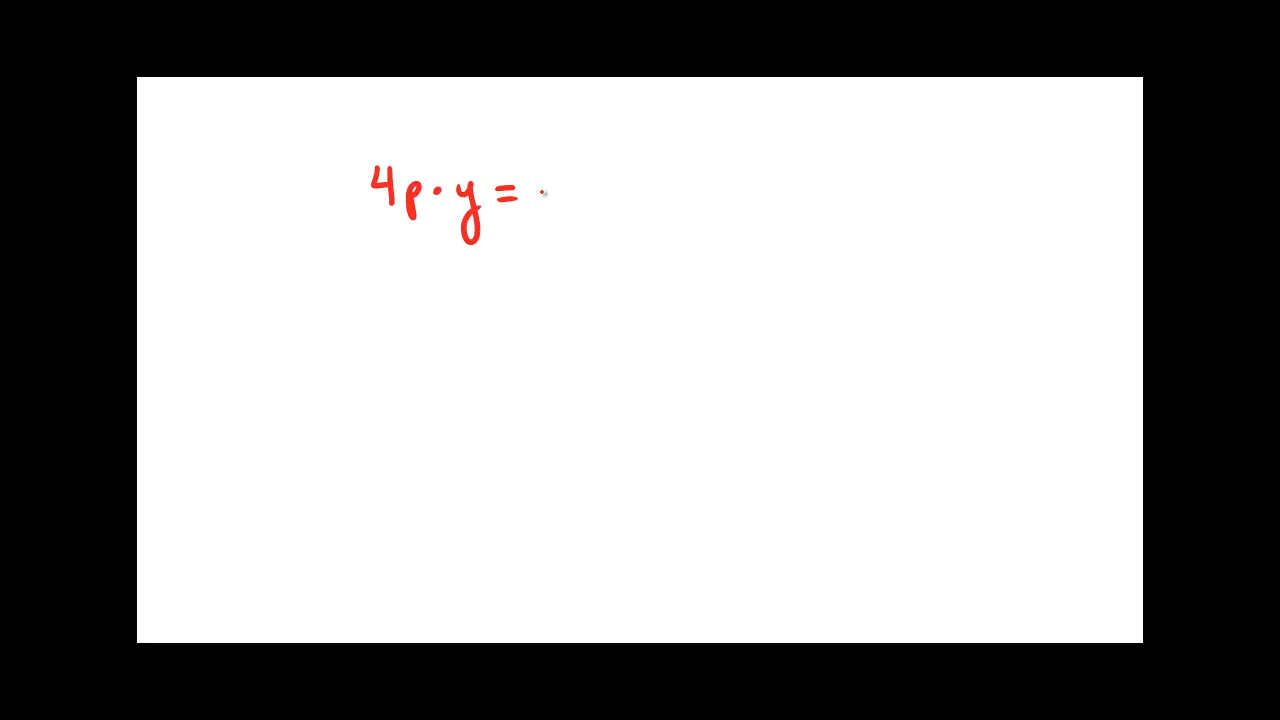 4p · y =